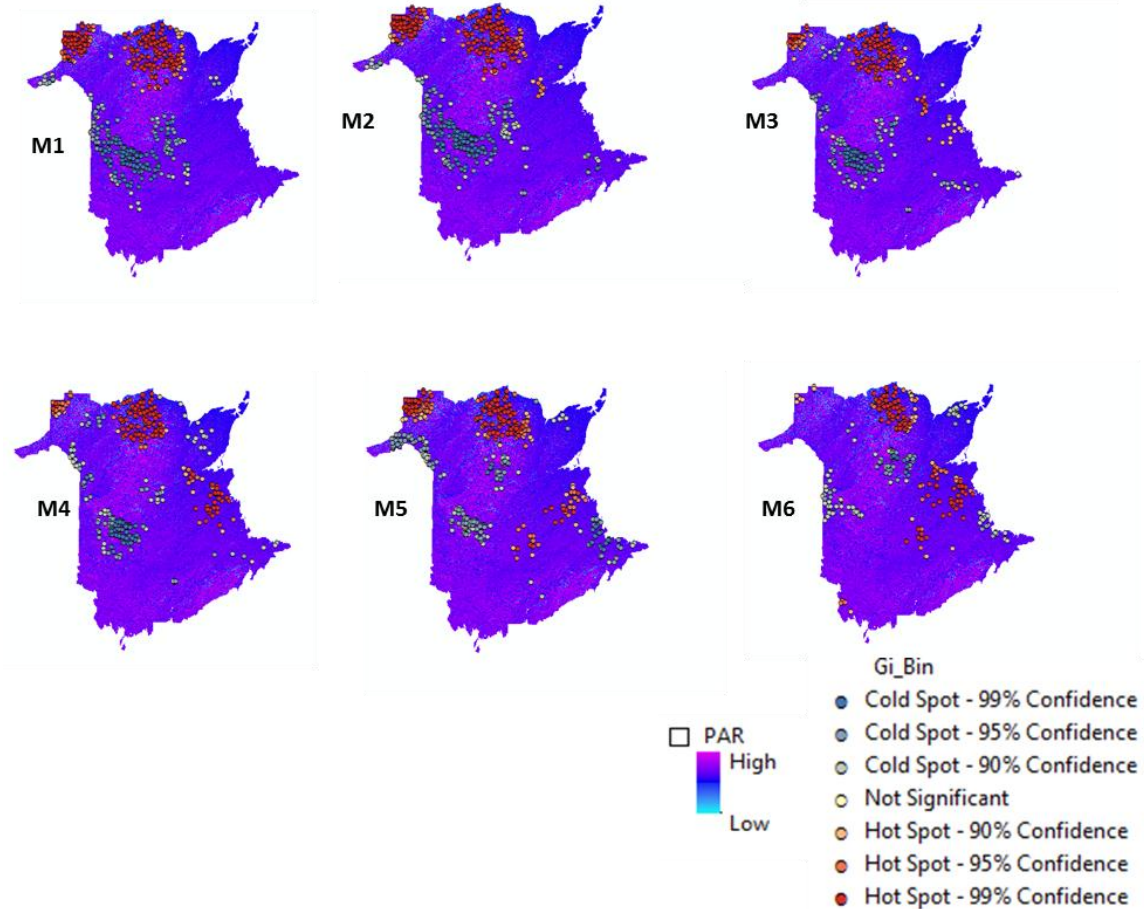 M1
M2
M3
M4
M5
M6
PAR
High
Low
Gi_Bin
Cold Spot - 99% Confidence
Cold Spot - 95% Confidence
Cold Spot - 90% Confidence
Not Significant
Hot Spot - 90% Confidence
Hot Spot - 95% Confidence
Hot Spot - 99% Confidence